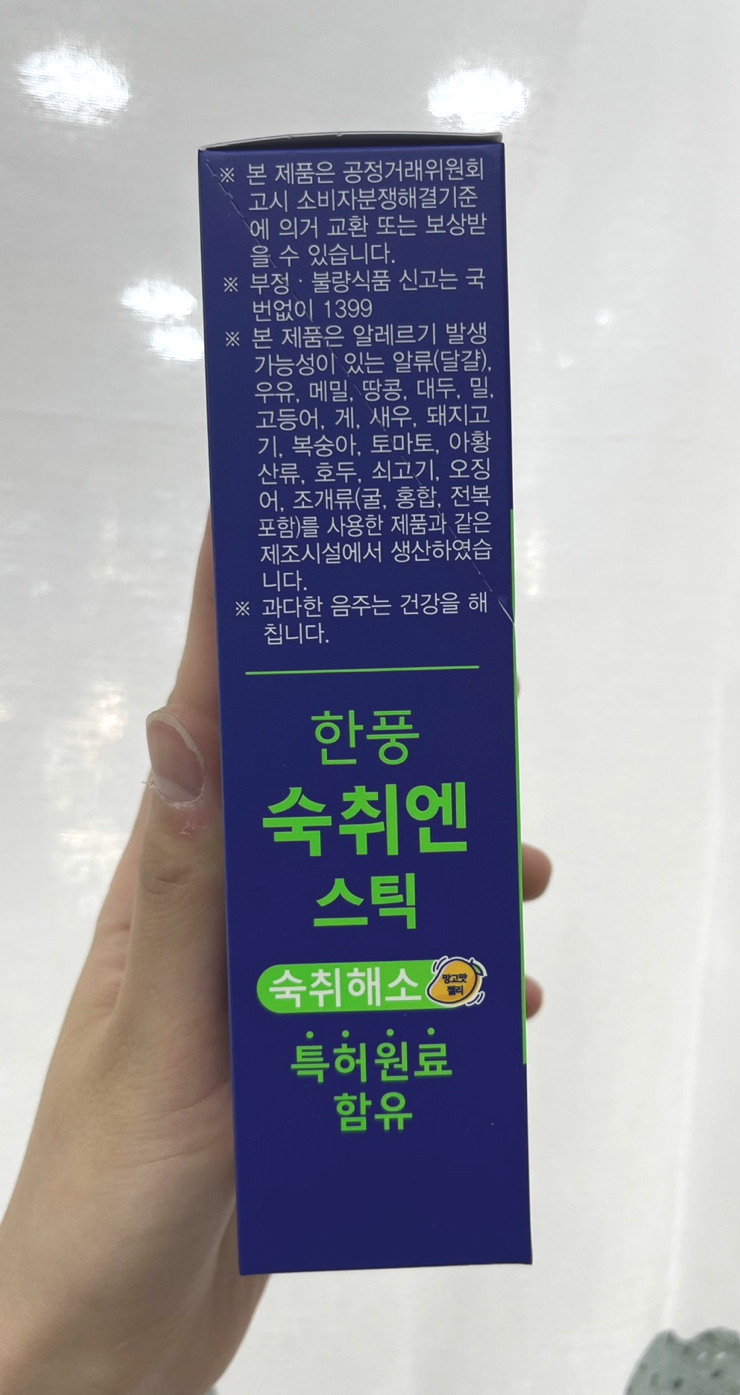 ※ 본 제품은 공정거래위원회
고시 소비자분쟁해결기준
에 의거 교환 또는 보상받
을 수 있습니다.
※ 부정 · 불량식품 신고는 국
번없이 1399
※ 본 제품은 알레르기 발생
가능성이 있는 알류(달걀),
우유, 메밀, 땅콩, 대두, 밀,
고등어, 게, 새우, 돼지고
기, 복숭아, 토마토, 아황
산류, 호두, 쇠고기, 오징
어, 조개류(굴, 홍합, 전복
포함)를 사용한 제품과 같은
제조시설에서 생산하였습
니다.
※ 과다한 음주는 건강을 해
칩니다.
한풍
숙취엔
스틱
숙취해소
망고맛
젤리
특허원료
함유